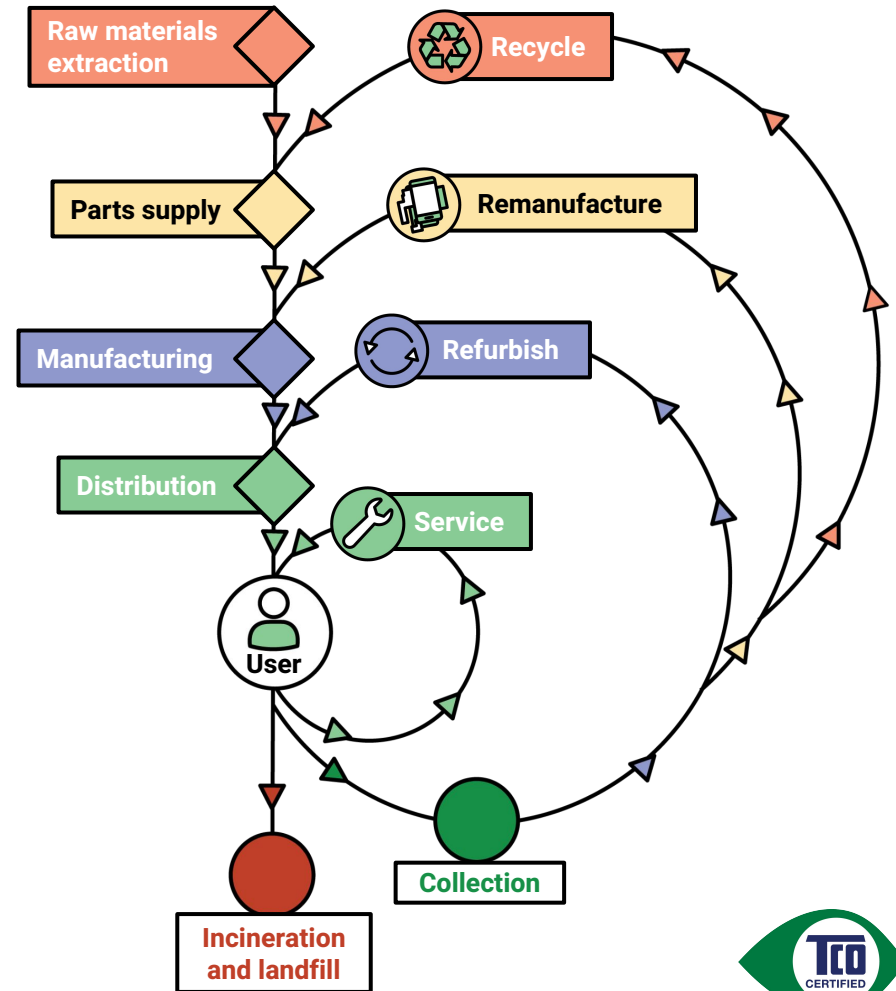 Raw materials
extraction
Recycle
Parts supply
Remanufacture
Manufacturing
Refurbish
Distribution
Service
User
Collection
Incineration
and landfill
TCO
CERTIFIED